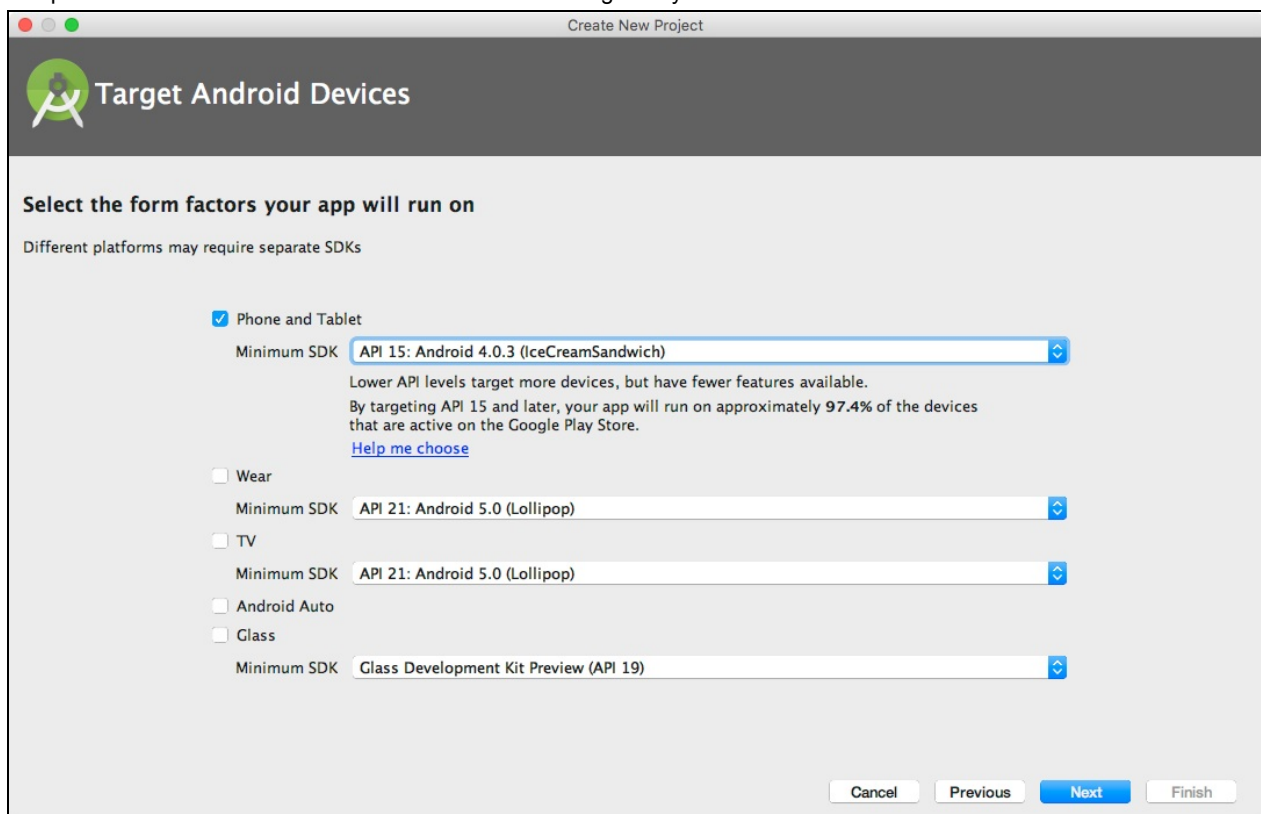 Create New Project
Target Android Devices
Select the form factors your app will run on
Different platforms may require separate SDKs
Phone and Tablet
Minimum SDK API 15: Android 4.0.3 (IceCreamSandwich)
Lower API levels target more devices, but have fewer features available.
By targeting API 15 and later, your app will run on approximately 97.4% of the devices
that are active on the Google Play Store.
Help me choose
Wear
Minimum SDK API 21: Android 5.0 (Lollipop)
TV
Minimum SDK API 21: Android 5.0 (Lollipop)
Android Auto
Glass
Minimum SDK Glass Development Kit Preview (API 19)
Cancel Previous Next Finish